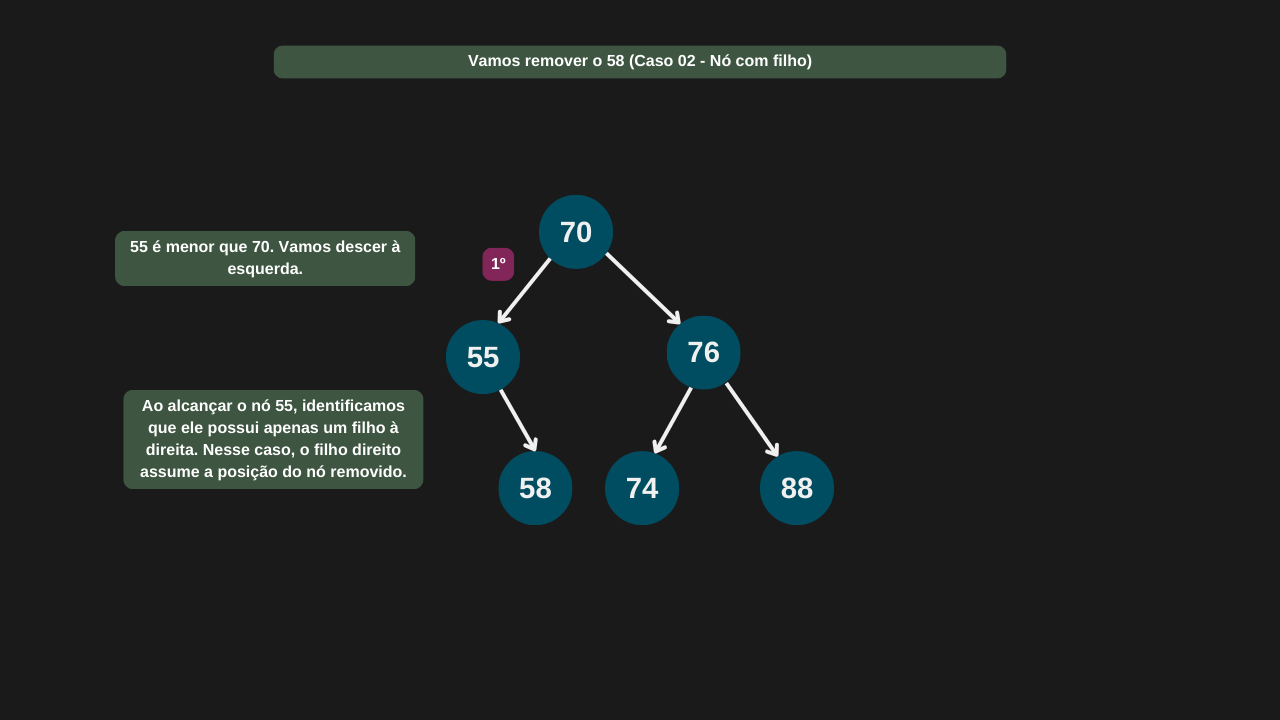 Vamos remover o 58 (Caso 02 - Nó com filho)
70
55 é menor que 70. Vamos descer à
esquerda.
1º
55
76
Ao alcançar o nó 55, identificamos
que ele possui apenas um filho à
direita. Nesse caso, o filho direito
assume a posição do nó removido.
58
74
88